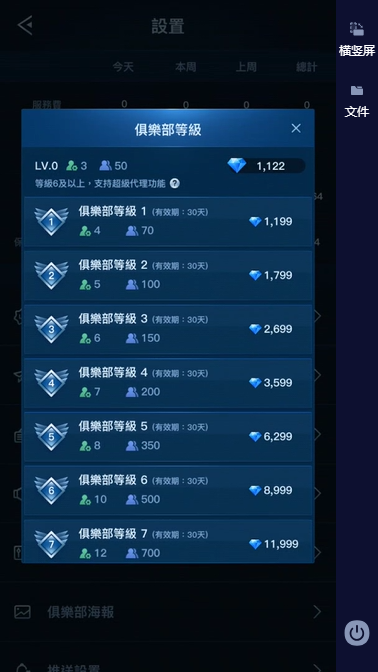 設置
橫竖屏
文件
今天 本周 上周 總計
服務費 0 0 0 0
俱樂部等級
LV.0 3 50 1,122
等級6及以上，支持超級代理功能 ?
1 俱樂部等級 1 (有效期：30天)
4 70 1,199
2 俱樂部等級 2 (有效期：30天)
5 100 1,799
3 俱樂部等級 3 (有效期：30天)
6 150 2,699
4 俱樂部等級 4 (有效期：30天)
7 200 3,599
5 俱樂部等級 5 (有效期：30天)
8 350 6,299
6 俱樂部等級 6 (有效期：30天)
10 500 8,999
7 俱樂部等級 7 (有效期：30天)
12 700 11,999
俱樂部海報
推送設置